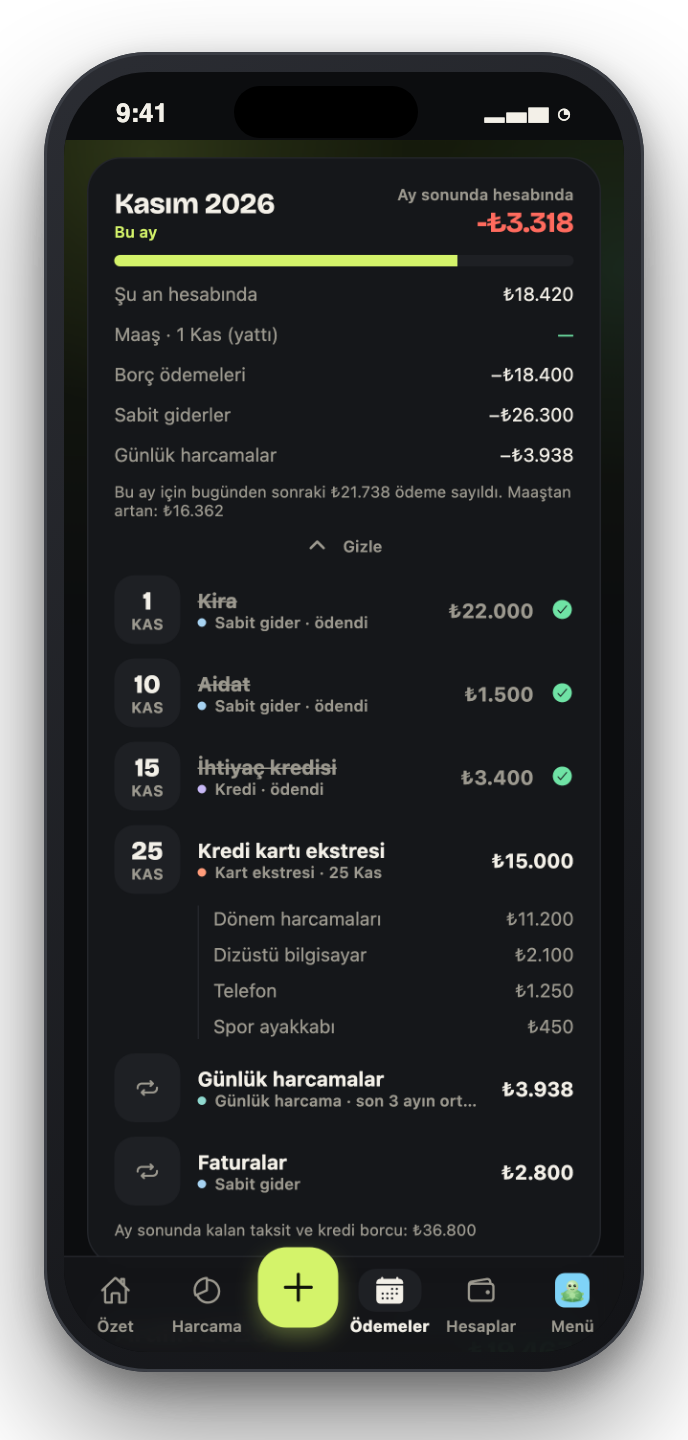 9:41
Kasım 2026
Ay sonunda hesabında
Bu ay
-₺3.318
Şu an hesabında ₺18.420
Maaş · 1 Kas (yattı) —
Borç ödemeleri −₺18.400
Sabit giderler −₺26.300
Günlük harcamalar −₺3.938
Bu ay için bugünden sonraki ₺21.738 ödeme sayıldı. Maaştan
artan: ₺16.362
Gizle
1 KAS
Kira ₺22.000
Sabit gider · ödendi
10 KAS
Aidat ₺1.500
Sabit gider · ödendi
15 KAS
İhtiyaç kredisi ₺3.400
Kredi · ödendi
25 KAS
Kredi kartı ekstresi ₺15.000
Kart ekstresi · 25 Kas
Dönem harcamaları ₺11.200
Dizüstü bilgisayar ₺2.100
Telefon ₺1.250
Spor ayakkabı ₺450
Günlük harcamalar ₺3.938
Günlük harcama · son 3 ayın ort...
Faturalar ₺2.800
Sabit gider
Ay sonunda kalan taksit ve kredi borcu: ₺36.800
Özet Harcama Ödemeler Hesaplar Menü